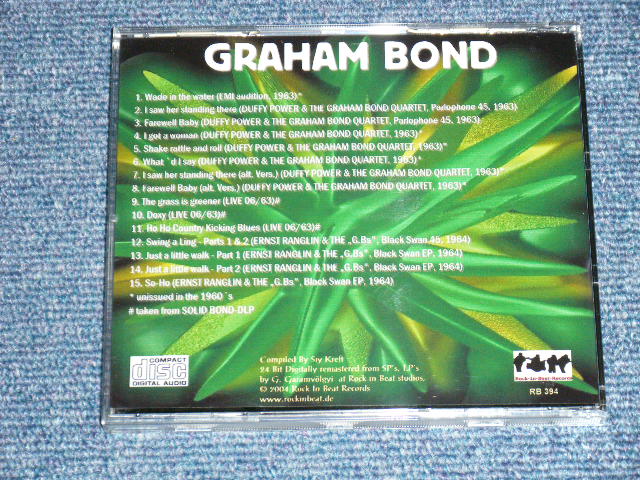 GRAHAM BOND
1. Wade in the water (EMI audition, 1963)*
2. I saw her standing there (DUFFY POWER & THE GRAHAM BOND QUARTET, Parlophone 45, 1963)
3. Farewell Baby (DUFFY POWER & THE GRAHAM BOND QUARTET, Parlophone 45, 1963)
4. I got a woman (DUFFY POWER & THE GRAHAM BOND QUARTET, 1963)*
5. Shake rattle and roll (DUFFY POWER & THE GRAHAM BOND QUARTET, 1963)*
6. What `d I say (DUFFY POWER & THE GRAHAM BOND QUARTET, 1963)*
7. I saw her standing there (alt. Vers.) (DUFFY POWER & THE GRAHAM BOND QUARTET, 1963)*
8. Farewell Baby (alt. Vers.) (DUFFY POWER & THE GRAHAM BOND QUARTET, 1963)*
9. The grass is greener (LIVE 06/63)#
10. Doxy (LIVE 06/63)#
11. Ho Ho Country Kicking Blues (LIVE 06/63)#
12. Swing a Ling - Parts 1 & 2 (ERNST RANGLIN & THE „G.Bs", Black Swan 45, 1964)
13. Just a little walk - Part 1 (ERNST RANGLIN & THE „G.Bs", Black Swan EP, 1964)
14. Just a little walk - Part 2 (ERNST RANGLIN & THE „G.Bs", Black Swan EP, 1964)
15. So-Ho (ERNST RANGLIN & THE „G.Bs", Black Swan EP, 1964)
* unissued in the 1960`s
# taken from SOLID BOND-DLP
COMPACT
disc
DIGITAL AUDIO
Compiled By Sry Kreft
24 Bit Digitally remastered from SP's, LP's
by G. Garamvölgyi at Rock in Beat studios.
© 2004 Rock In Beat Records
www.rockinbeat.de
Rock-In-Beat-Records
RB 394